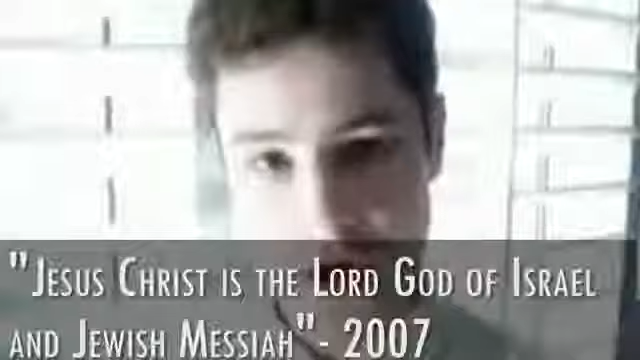 "Jesus Christ is the Lord God of Israel
and Jewish Messiah"- 2007